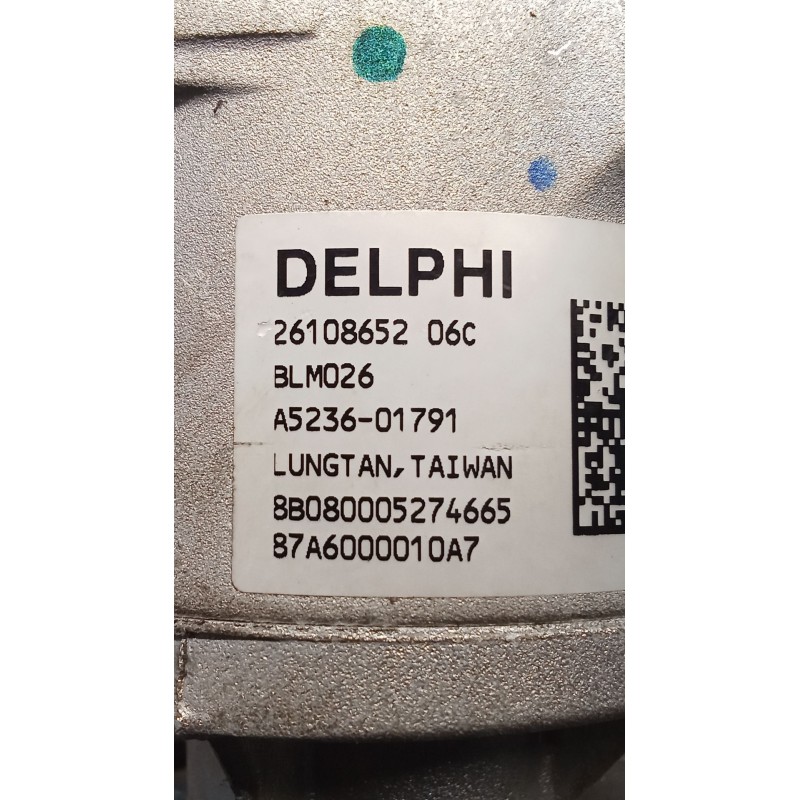 DELPHI
26108652 06C
BLM026
A5236-01791
LUNGTAN, TAIWAN
8B080005274665
87A6000010A7